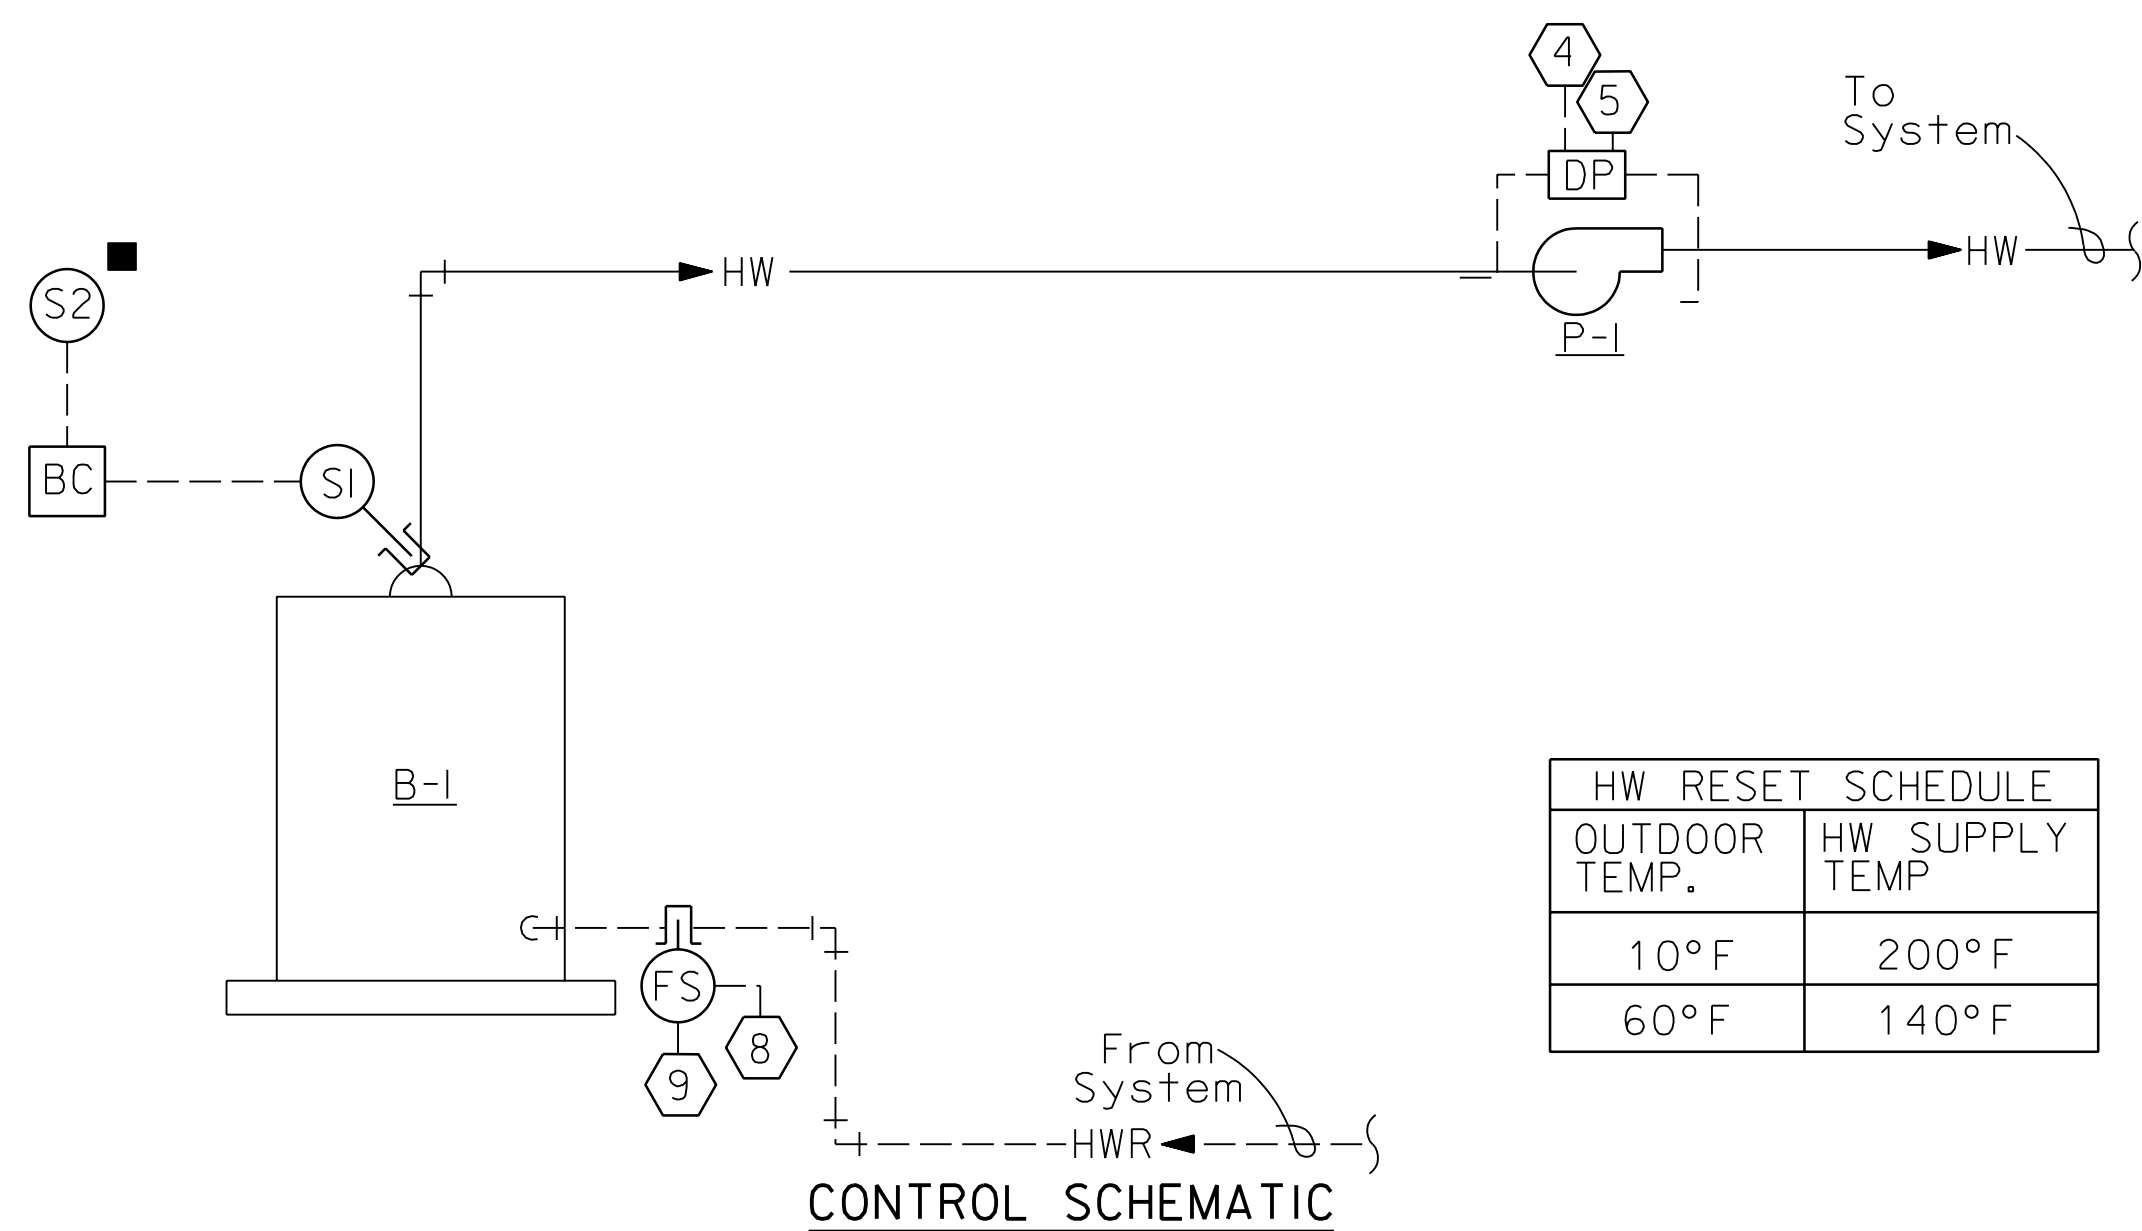 4
5
To
System
DP
HW
HW
S2
P-1
BC
S1
B-1
HW RESET SCHEDULE
OUTDOOR
TEMP.
HW SUPPLY
TEMP
10°F
200°F
60°F
140°F
FS
8
9
From
System
HWR
CONTROL SCHEMATIC